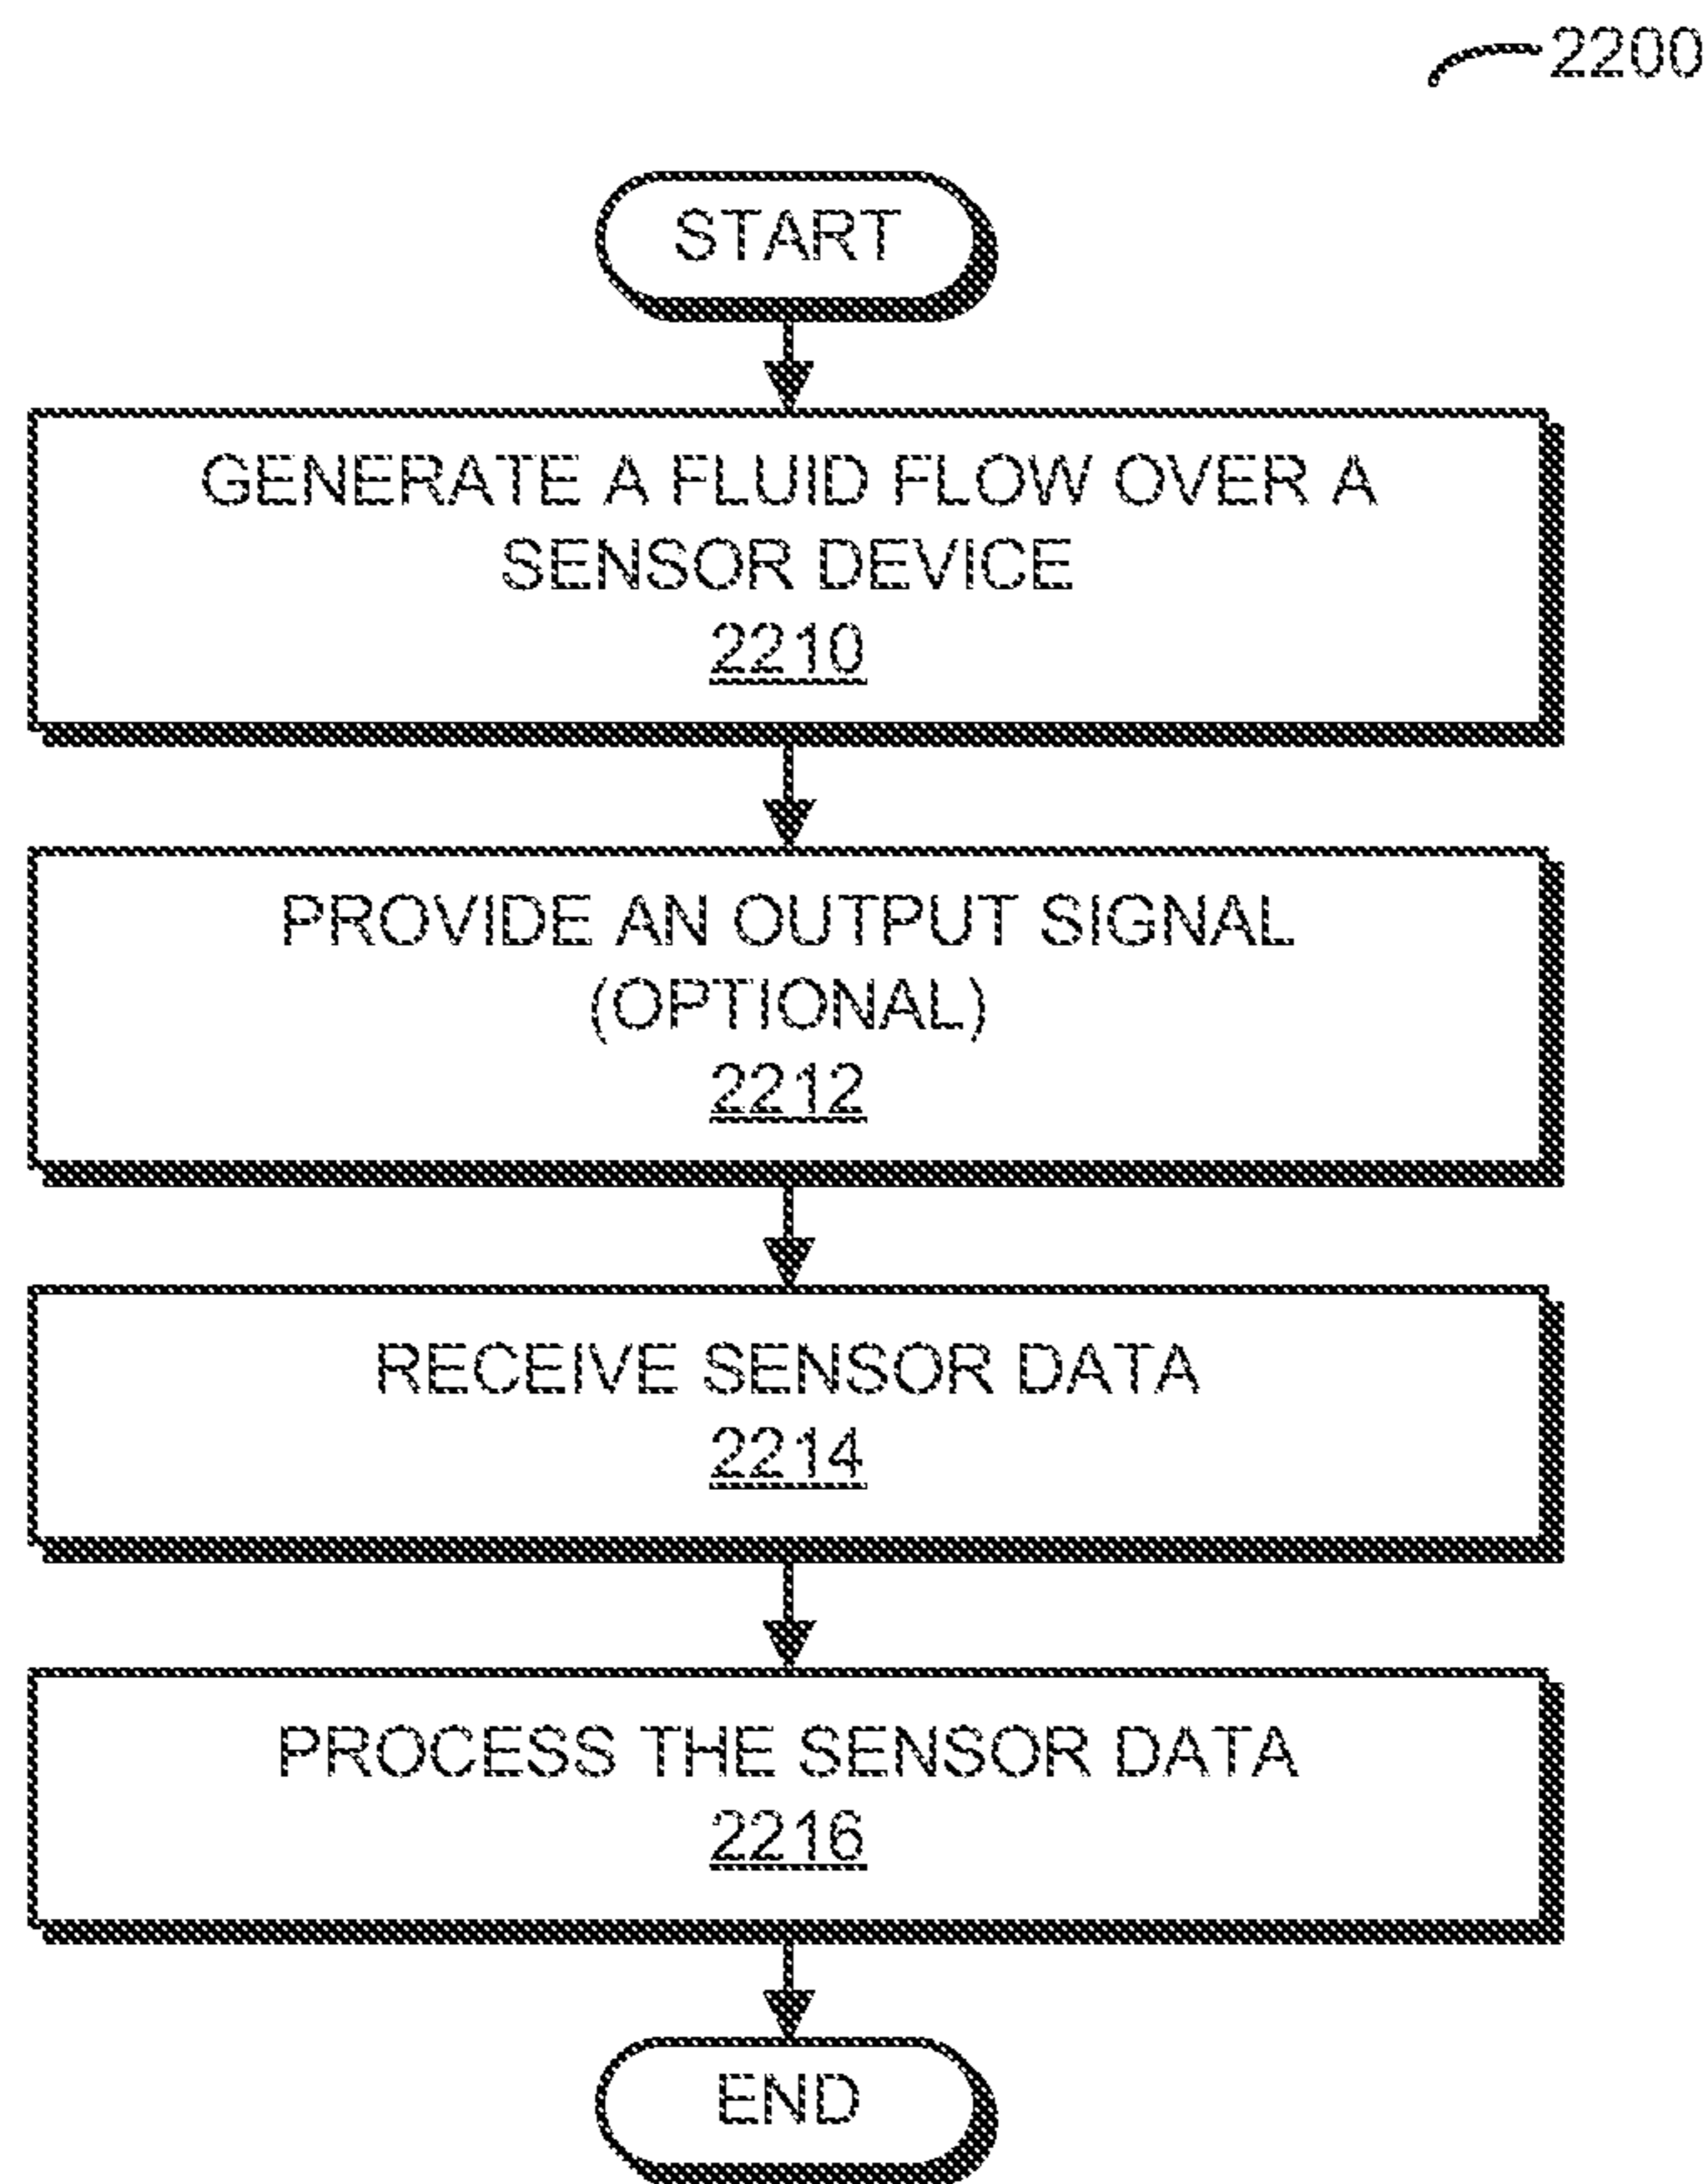 2200
START
GENERATE A FLUID FLOW OVER A
SENSOR DEVICE
2210
PROVIDE AN OUTPUT SIGNAL
(OPTIONAL)
2212
RECEIVE SENSOR DATA
2214
PROCESS THE SENSOR DATA
2216
END